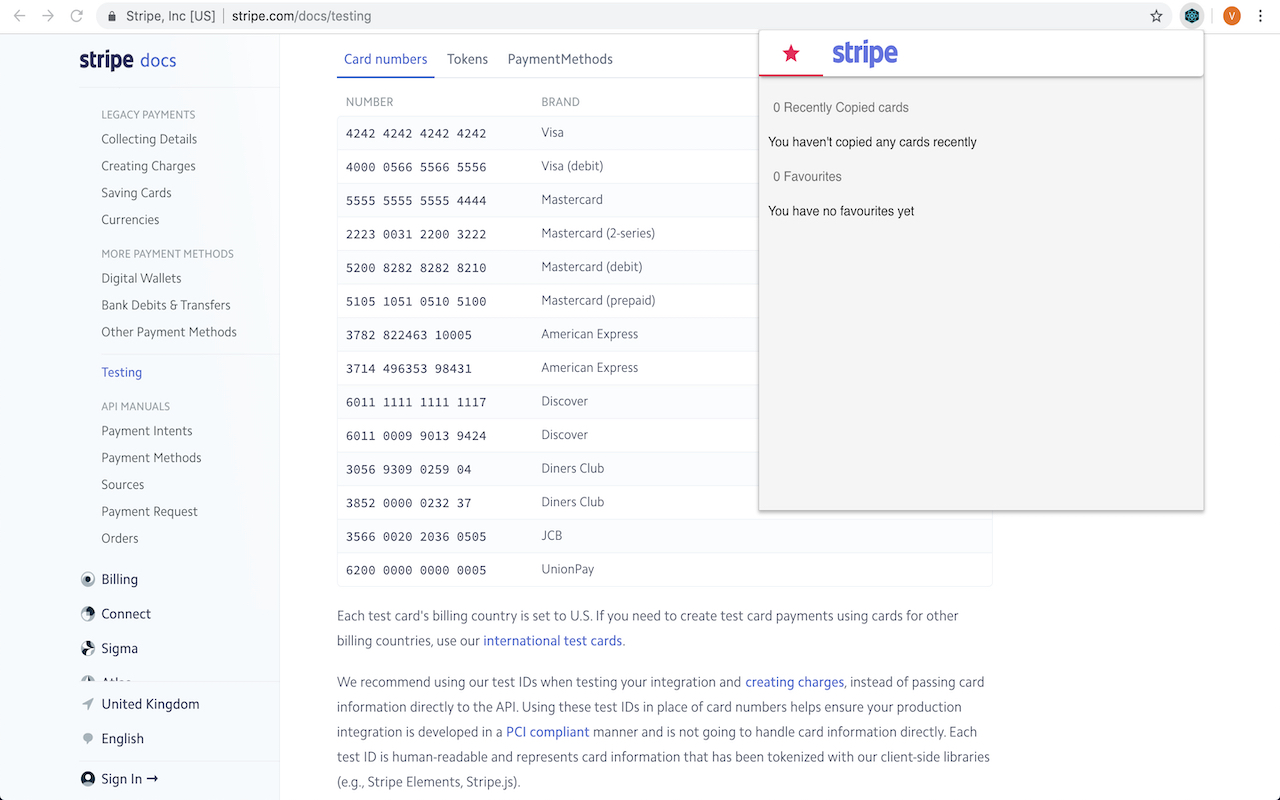 Stripe, Inc [US] | stripe.com/docs/testing
V
stripe docs
LEGACY PAYMENTS
Collecting Details
Creating Charges
Saving Cards
Currencies
MORE PAYMENT METHODS
Digital Wallets
Bank Debits & Transfers
Other Payment Methods
Testing
API MANUALS
Payment Intents
Payment Methods
Sources
Payment Request
Orders
Billing
Connect
Sigma
Atlas
United Kingdom
English
Sign In →
Card numbers Tokens PaymentMethods
NUMBER BRAND
4242 4242 4242 4242 Visa
4000 0566 5566 5556 Visa (debit)
5555 5555 5555 4444 Mastercard
2223 0031 2200 3222 Mastercard (2-series)
5200 8282 8282 8210 Mastercard (debit)
5105 1051 0510 5100 Mastercard (prepaid)
3782 822463 10005 American Express
3714 496353 98431 American Express
6011 1111 1111 1117 Discover
6011 0009 9013 9424 Discover
3056 9309 0259 04 Diners Club
3852 0000 0232 37 Diners Club
3566 0020 2036 0505 JCB
6200 0000 0000 0005 UnionPay
Each test card's billing country is set to U.S. If you need to create test card payments using cards for other
billing countries, use our international test cards.
We recommend using our test IDs when testing your integration and creating charges, instead of passing card
information directly to the API. Using these test IDs in place of card numbers helps ensure your production
integration is developed in a PCI compliant manner and is not going to handle card information directly. Each
test ID is human-readable and represents card information that has been tokenized with our client-side libraries
(e.g., Stripe Elements, Stripe.js).
stripe
0 Recently Copied cards
You haven't copied any cards recently
0 Favourites
You have no favourites yet